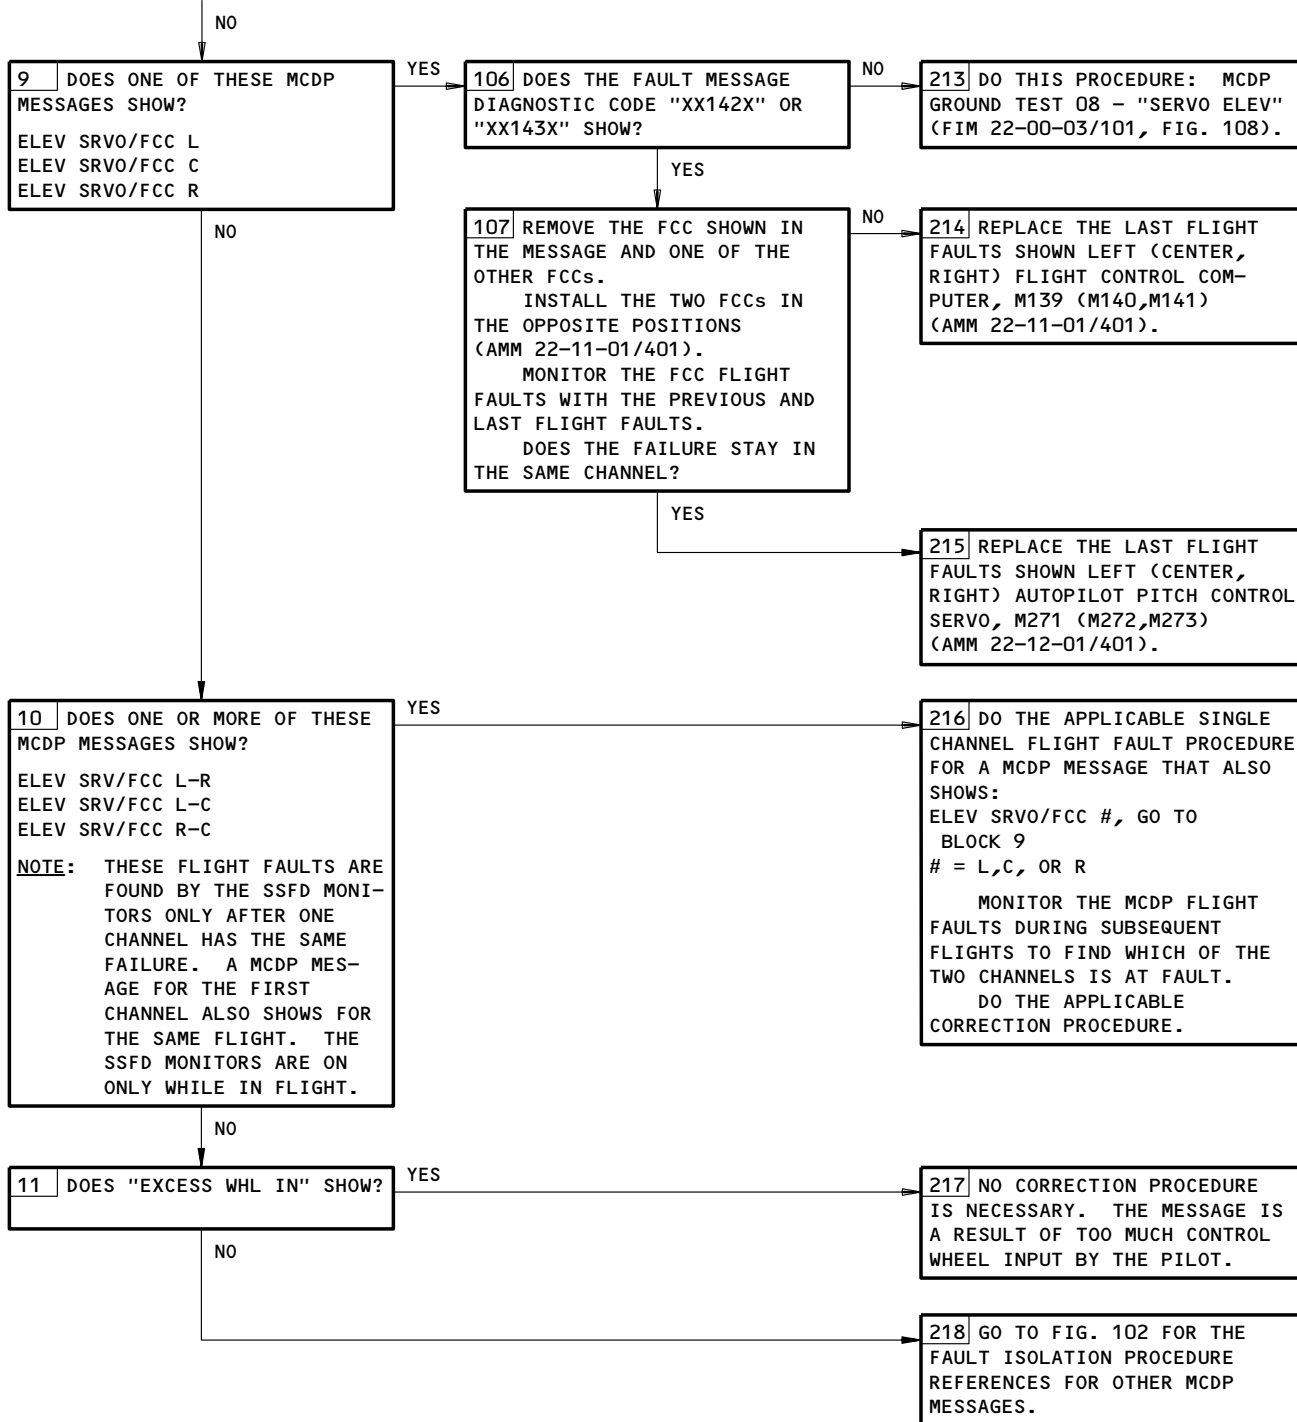 NO
9 DOES ONE OF THESE MCDP
MESSAGES SHOW?
ELEV SRVO/FCC L
ELEV SRVO/FCC C
ELEV SRVO/FCC R
YES
106 DOES THE FAULT MESSAGE
DIAGNOSTIC CODE "XX142X" OR
"XX143X" SHOW?
NO
213 DO THIS PROCEDURE: MCDP
GROUND TEST 08 - "SERVO ELEV"
(FIM 22-00-03/101, FIG. 108).
YES
NO
107 REMOVE THE FCC SHOWN IN
THE MESSAGE AND ONE OF THE
OTHER FCCs.
INSTALL THE TWO FCCs IN
THE OPPOSITE POSITIONS
(AMM 22-11-01/401).
MONITOR THE FCC FLIGHT
FAULTS WITH THE PREVIOUS AND
LAST FLIGHT FAULTS.
DOES THE FAILURE STAY IN
THE SAME CHANNEL?
NO
214 REPLACE THE LAST FLIGHT
FAULTS SHOWN LEFT (CENTER,
RIGHT) FLIGHT CONTROL COM-
PUTER, M139 (M140,M141)
(AMM 22-11-01/401).
YES
215 REPLACE THE LAST FLIGHT
FAULTS SHOWN LEFT (CENTER,
RIGHT) AUTOPILOT PITCH CONTROL
SERVO, M271 (M272,M273)
(AMM 22-12-01/401).
10 DOES ONE OR MORE OF THESE
MCDP MESSAGES SHOW?
ELEV SRV/FCC L-R
ELEV SRV/FCC L-C
ELEV SRV/FCC R-C
NOTE: THESE FLIGHT FAULTS ARE
FOUND BY THE SSFD MONI-
TORS ONLY AFTER ONE
CHANNEL HAS THE SAME
FAILURE. A MCDP MES-
AGE FOR THE FIRST
CHANNEL ALSO SHOWS FOR
THE SAME FLIGHT. THE
SSFD MONITORS ARE ON
ONLY WHILE IN FLIGHT.
YES
216 DO THE APPLICABLE SINGLE
CHANNEL FLIGHT FAULT PROCEDURE
FOR A MCDP MESSAGE THAT ALSO
SHOWS:
ELEV SRVO/FCC #, GO TO
BLOCK 9
# = L,C, OR R
MONITOR THE MCDP FLIGHT
FAULTS DURING SUBSEQUENT
FLIGHTS TO FIND WHICH OF THE
TWO CHANNELS IS AT FAULT.
DO THE APPLICABLE
CORRECTION PROCEDURE.
NO
11 DOES "EXCESS WHL IN" SHOW?
YES
217 NO CORRECTION PROCEDURE
IS NECESSARY. THE MESSAGE IS
A RESULT OF TOO MUCH CONTROL
WHEEL INPUT BY THE PILOT.
NO
218 GO TO FIG. 102 FOR THE
FAULT ISOLATION PROCEDURE
REFERENCES FOR OTHER MCDP
MESSAGES.